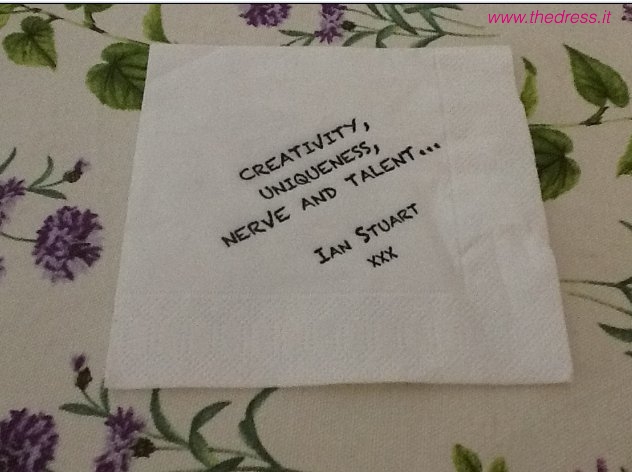 www.thedress.it
CREATIVITY,
UNIQUENESS,
NERVE AND TALENT...
IAN STUART
XXX